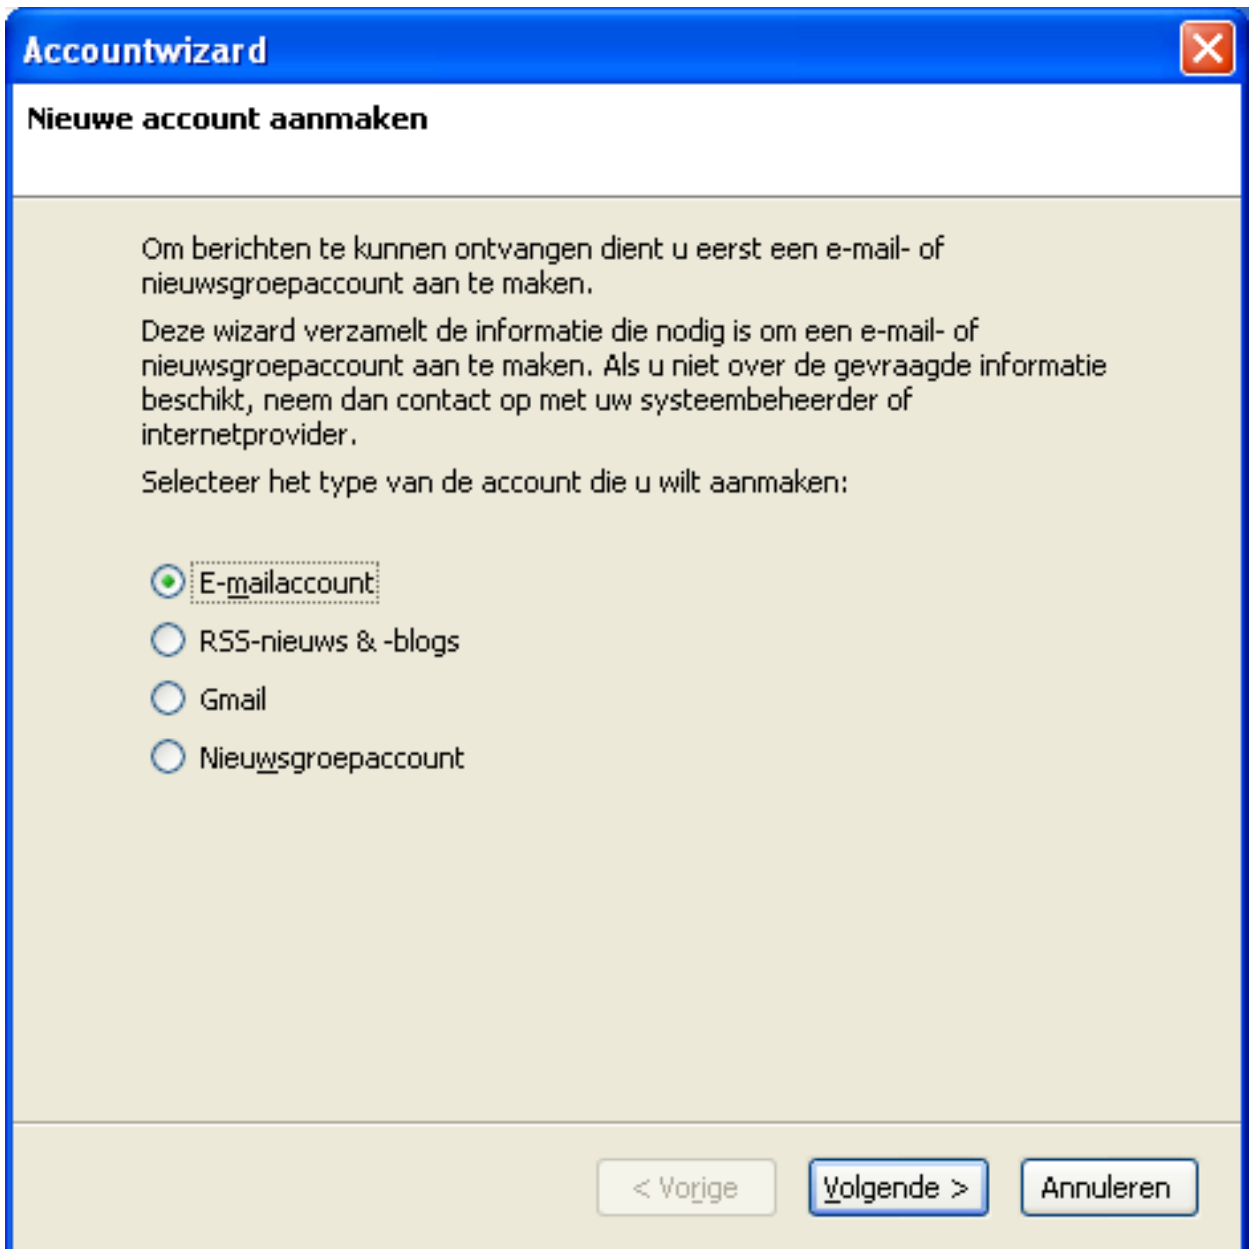 Accountwizard
Nieuwe account aanmaken
Om berichten te kunnen ontvangen dient u eerst een e-mail- of
nieuwsgroepaccount aan te maken.
Deze wizard verzamelt de informatie die nodig is om een e-mail- of
nieuwsgroepaccount aan te maken. Als u niet over de gevraagde informatie
beschikt, neem dan contact op met uw systeembeheerder of
internetprovider.
Selecteer het type van de account die u wilt aanmaken:
E-mailaccount
RSS-nieuws & -blogs
Gmail
Nieuwsgroepaccount
< Vorige
Volgende >
Annuleren